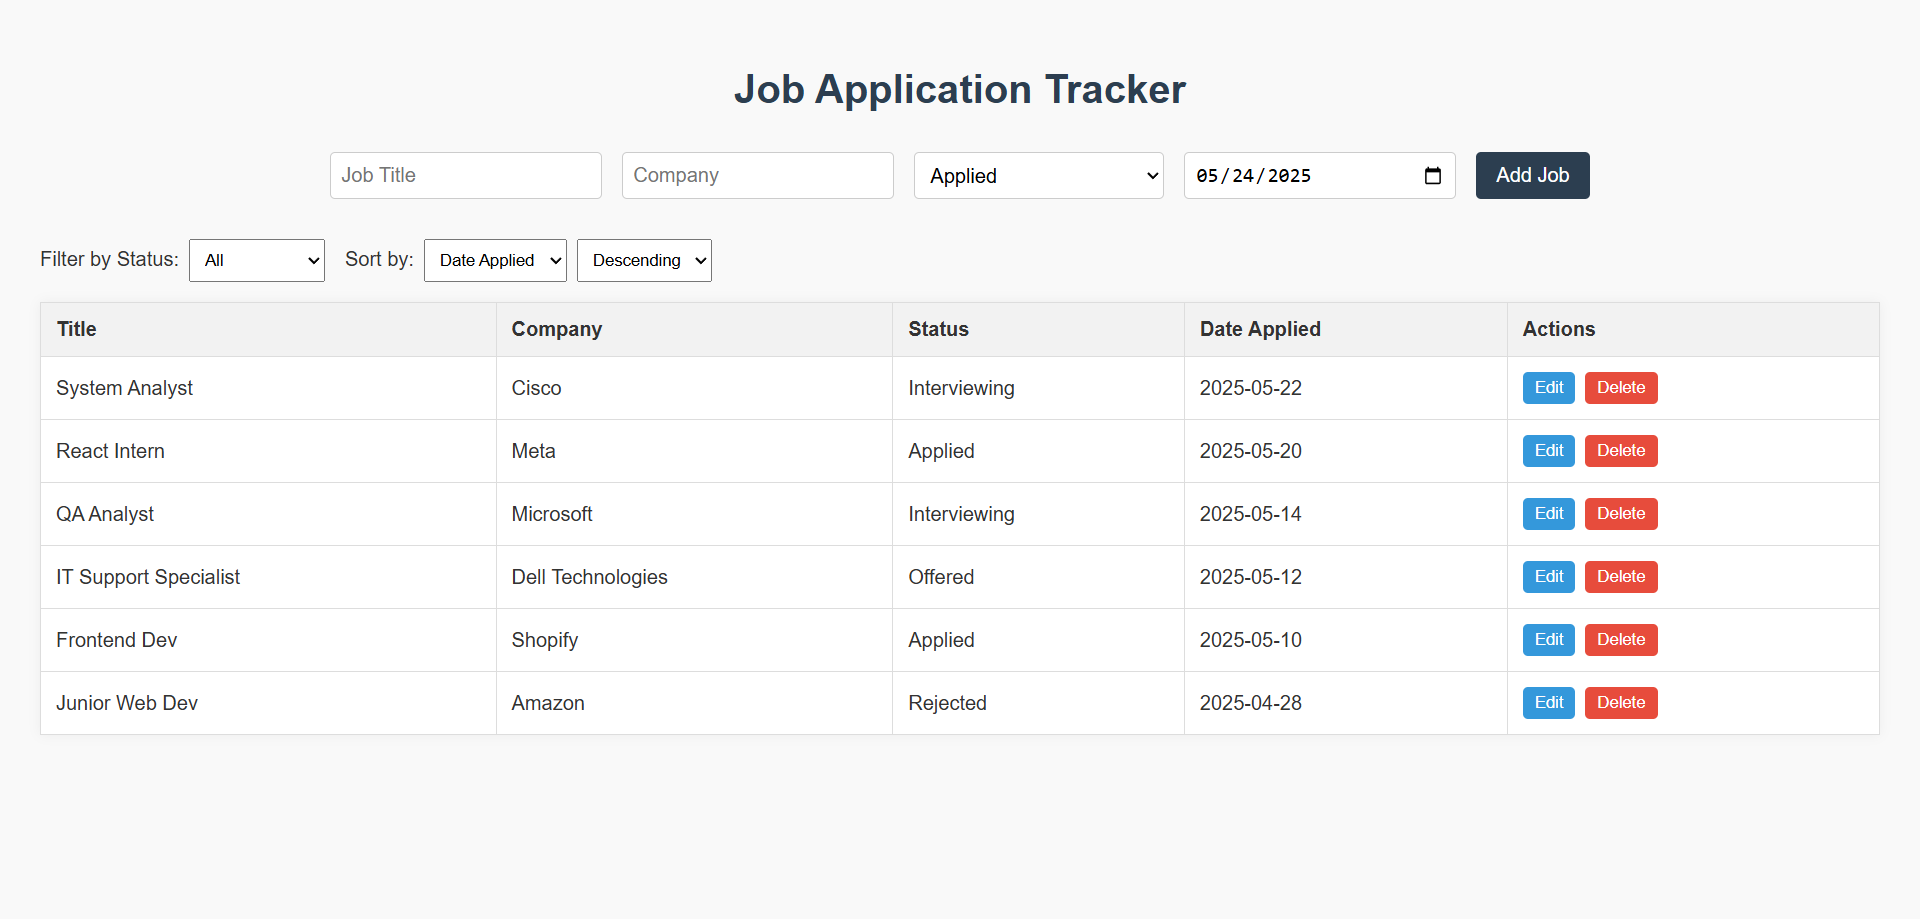 Job Application Tracker
Job Title Company Applied 05/24/2025 Add Job
Filter by Status: All Sort by: Date Applied Descending
Title Company Status Date Applied Actions
System Analyst Cisco Interviewing 2025-05-22 Edit Delete
React Intern Meta Applied 2025-05-20 Edit Delete
QA Analyst Microsoft Interviewing 2025-05-14 Edit Delete
IT Support Specialist Dell Technologies Offered 2025-05-12 Edit Delete
Frontend Dev Shopify Applied 2025-05-10 Edit Delete
Junior Web Dev Amazon Rejected 2025-04-28 Edit Delete